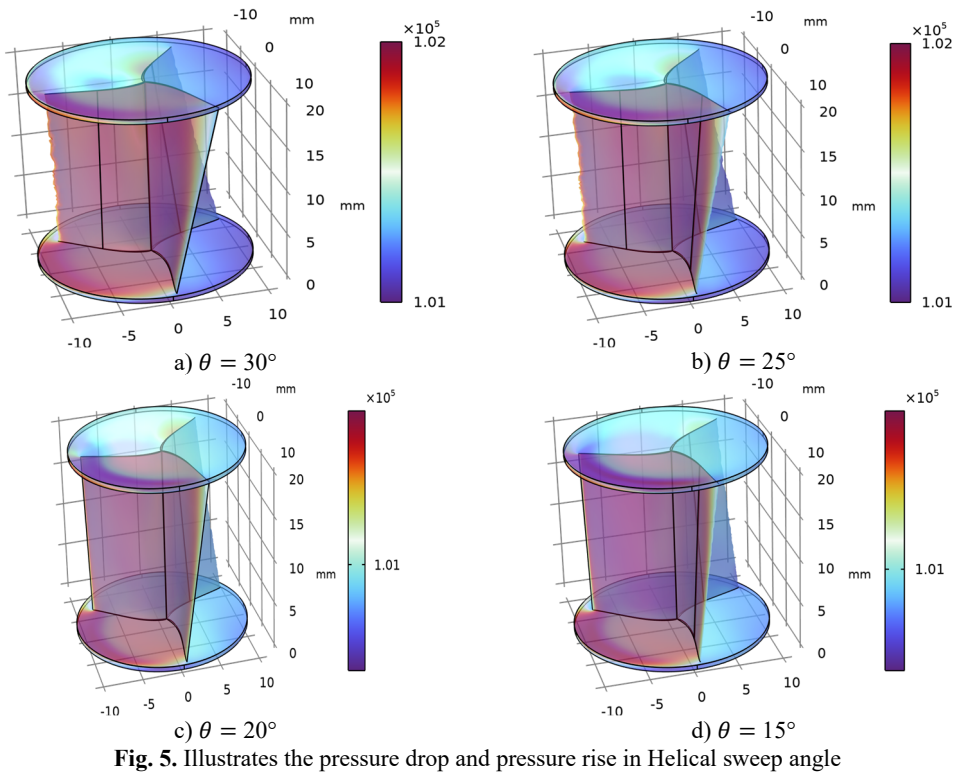 -10 mm
0
×10⁵
1.02
10
20
15
10
mm
5
0
1.01
-10 -5 0 5 10
a) θ = 30°
-10 mm
0
×10⁵
1.02
10
20
15
10
mm
5
0
1.01
-10 -5 0 5 10
b) θ = 25°
-10 mm
0
×10⁵
10
20
15
10
mm
1.01
5
0
-10 -5 0 5 10
c) θ = 20°
-10 mm
0
×10⁵
10
20
15
10
mm
1.01
5
0
-10 -5 0 5 10
d) θ = 15°
Fig. 5. Illustrates the pressure drop and pressure rise in Helical sweep angle